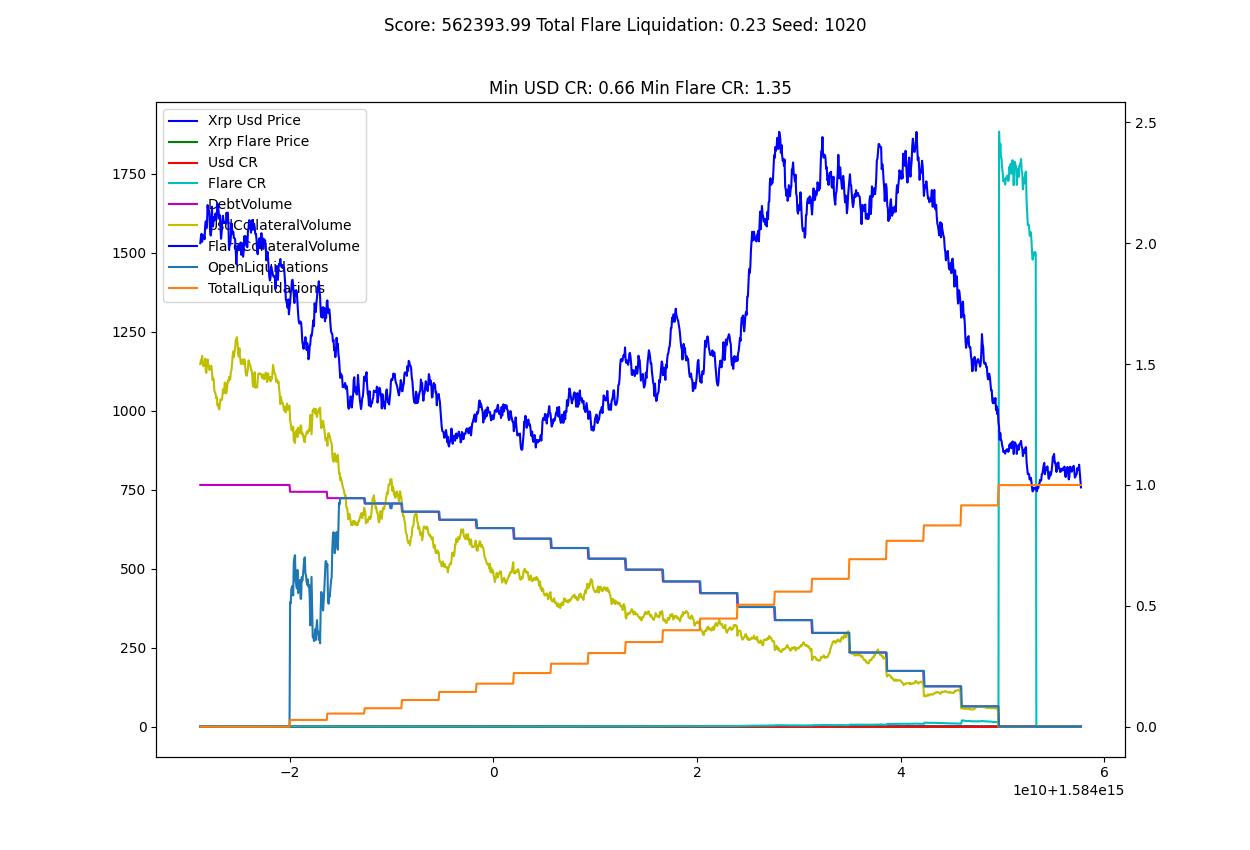 Score: 562393.99 Total Flare Liquidation: 0.23 Seed: 1020
Min USD CR: 0.66 Min Flare CR: 1.35
Xrp Usd Price
Xrp Flare Price
Usd CR
Flare CR
DebtVolume
UsdCollateralVolume
FlareCollateralVolume
OpenLiquidations
TotalLiquidations
1750
1500
1250
1000
750
500
250
0
2.5
2.0
1.5
1.0
0.5
0.0
−2 0 2 4 6
1e10+1.584e15